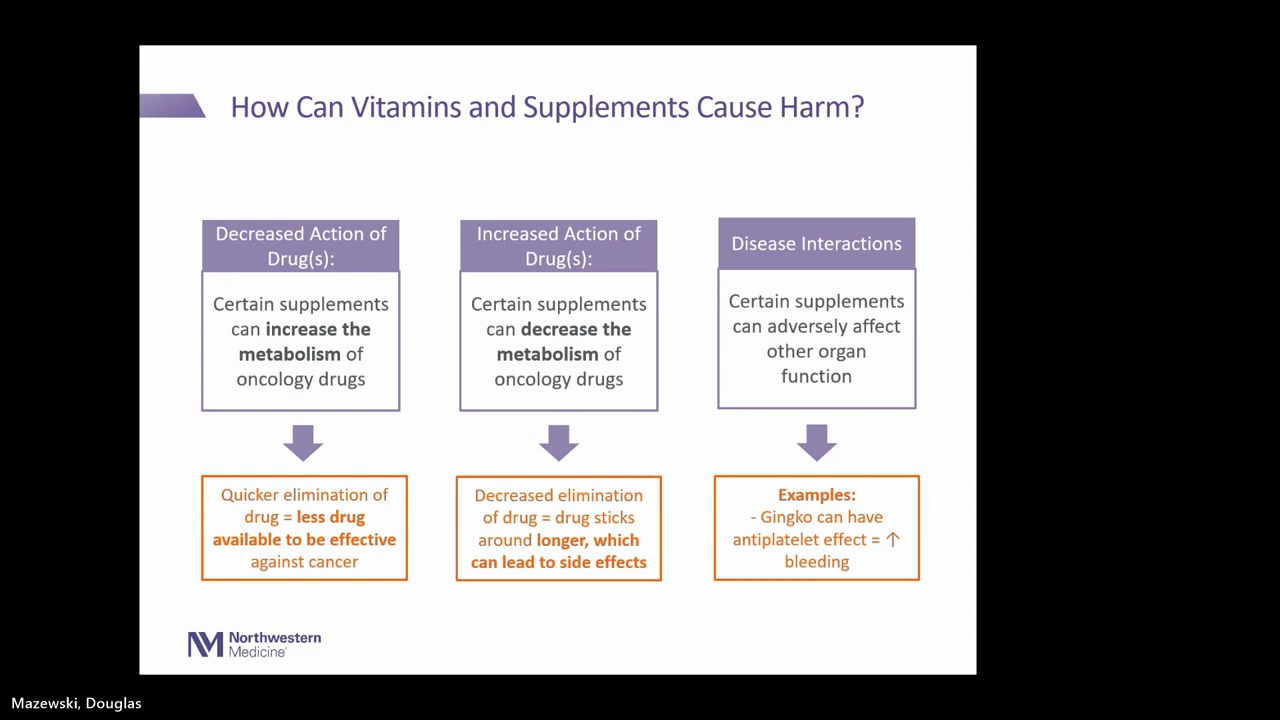 How Can Vitamins and Supplements Cause Harm?
Decreased Action of
Drug(s):
Certain supplements
can increase the
metabolism of
oncology drugs
Quicker elimination of
drug = less drug
available to be effective
against cancer
Increased Action of
Drug(s):
Certain supplements
can decrease the
metabolism of
oncology drugs
Decreased elimination
of drug = drug sticks
around longer, which
can lead to side effects
Disease Interactions
Certain supplements
can adversely affect
other organ
function
Examples:
- Gingko can have
antiplatelet effect = ↑
bleeding
NM Northwestern
Medicine®
Mazewski, Douglas